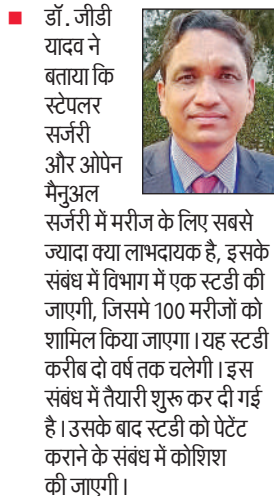 डॉ. जीडी
यादव ने
बताया कि
स्टेपलर
सर्जरी
और ओपेन
मैनुअल
सर्जरी में मरीज के लिए सबसे
ज्यादा क्या लाभदायक है, इसके
संबंध में विभाग में एक स्टडी की
जाएगी, जिसमे 100 मरीजों को
शामिल किया जाएगा। यह स्टडी
करीब दो वर्ष तक चलेगी। इस
संबंध में तैयारी शुरू कर दी गई
है। उसके बाद स्टडी को पेटेंट
कराने के संबंध में कोशिश
की जाएगी।